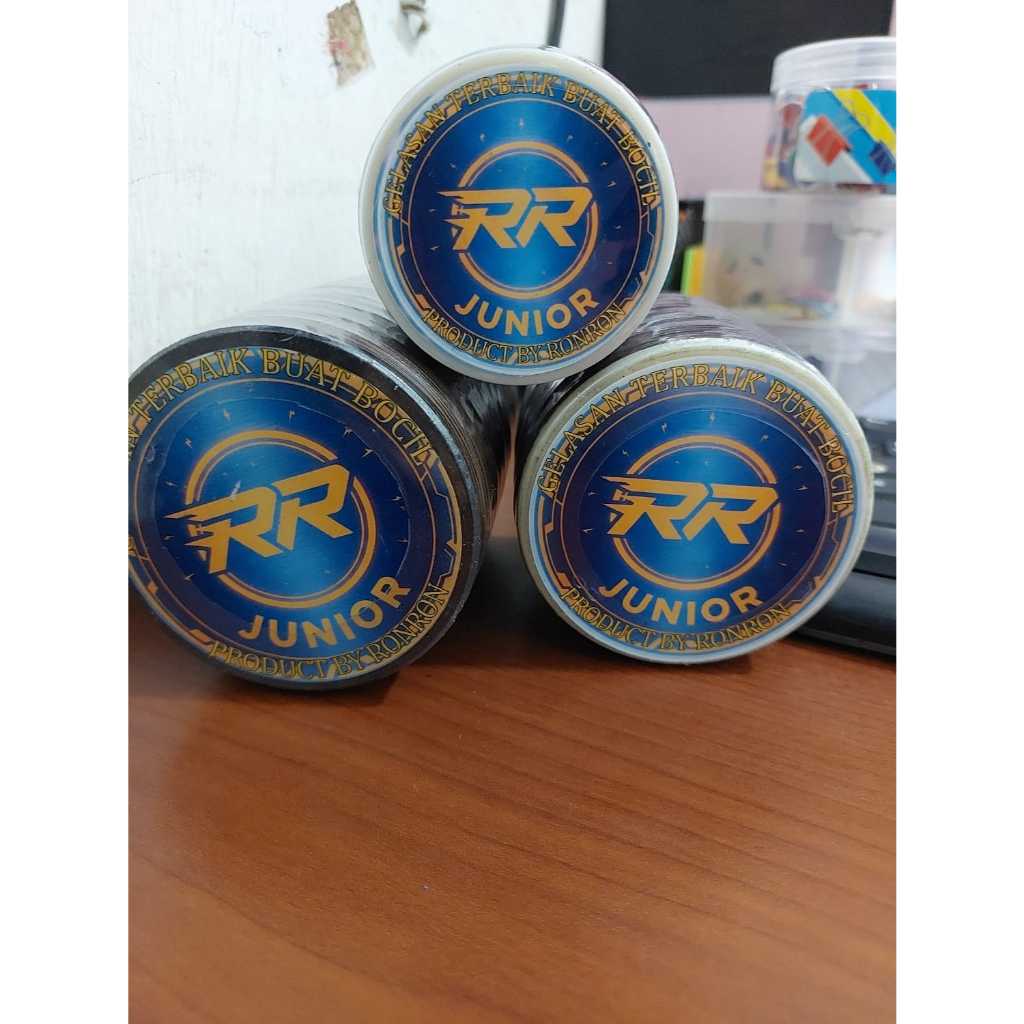 GELASAN TERBAIK BUAT BOCIL
RR
JUNIOR
PRODUCT BY RONRON
TERBAIK BUAT BOCIL
RR
JUNIOR
PRODUCT BY RONRON
GELASAN TERBAIK BUAT BOCIL
RR
JUNIOR
PRODUCT BY RONRON